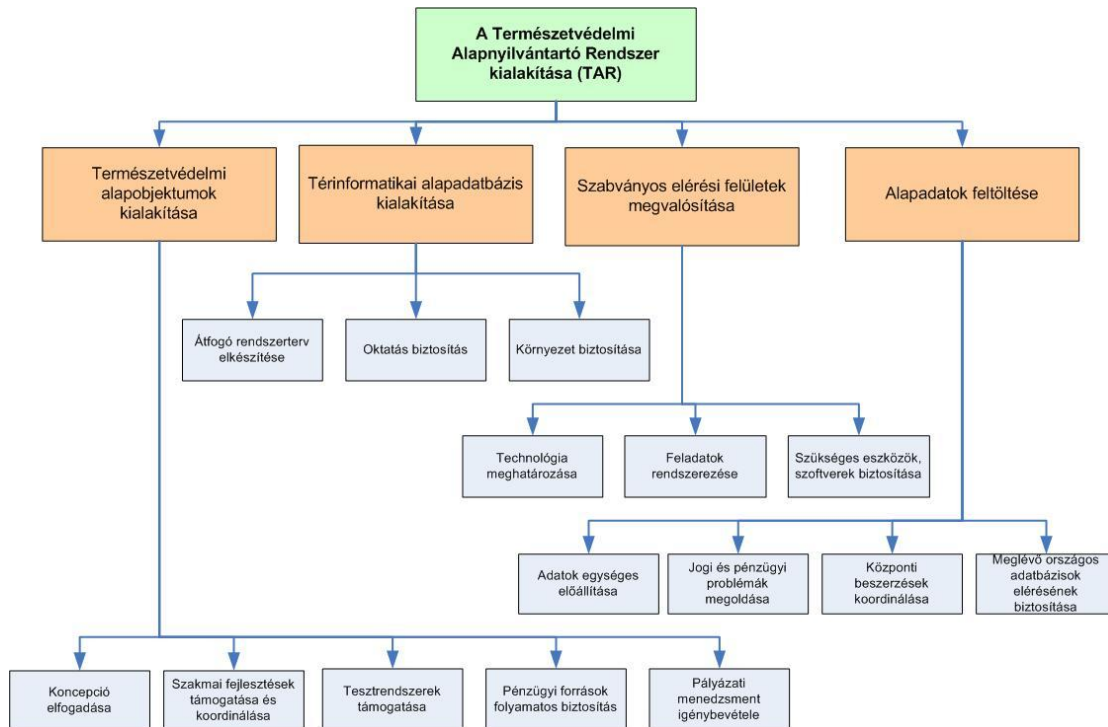 A Természetvédelmi
Alapnyilvántartó Rendszer
kialakítása (TAR)
Természetvédelmi
alapobjektumok
kialakítása
Térinformatikai alapadatbázis
kialakítása
Szabványos elérési felületek
megvalósítása
Alapadatok feltöltése
Átfogó rendszerterv
elkészítése
Oktatás biztosítás
Környezet biztosítása
Technológia
meghatározása
Feladatok
rendszerezése
Szükséges eszközök,
szoftverek biztosítása
Adatok egységes
előállítása
Jogi és pénzügyi
problémák
megoldása
Központi
beszerzések
koordinálása
Meglévő országos
adatbázisok
elérésének
biztosítása
Koncepció
elfogadása
Szakmai fejlesztések
támogatása és
koordinálása
Tesztrendszerek
támogatása
Pénzügyi források
folyamatos biztosítás
Pályázati
menedzsment
igénybevétele